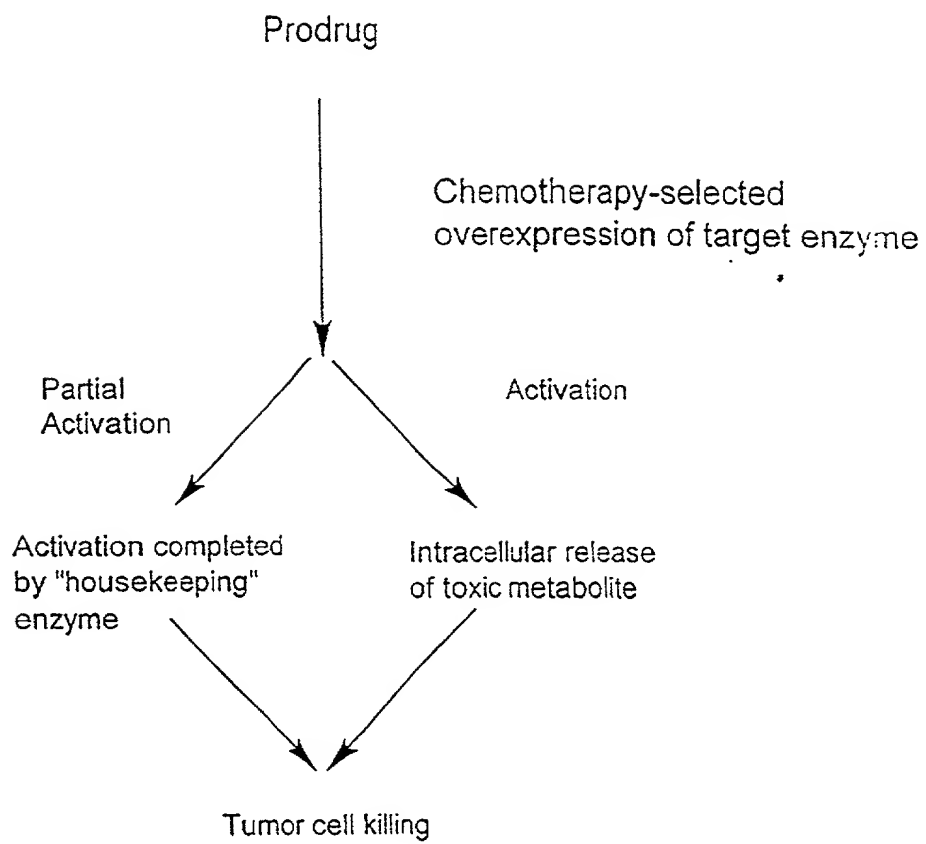 Prodrug
Chemotherapy-selected
overexpression of target enzyme
Partial
Activation
Activation
Activation completed
by "housekeeping"
enzyme
Intracellular release
of toxic metabolite
Tumor cell killing